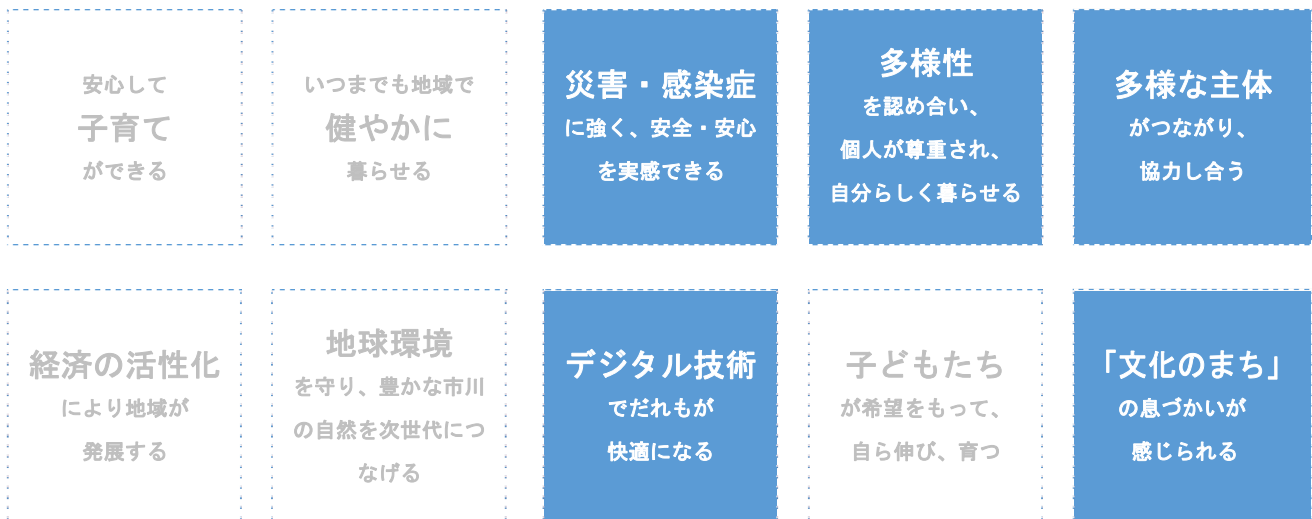 安心して
子育て
ができる
いつまでも地域で
健やかに
暮らせる
災害・感染症
に強く、安全・安心
を実感できる
多様性
を認め合い、
個人が尊重され、
自分らしく暮らせる
多様な主体
がつながり、
協力し合う
経済の活性化
により地域が
発展する
地球環境
を守り、豊かな市川
の自然を次世代につ
なげる
デジタル技術
でだれもが
快適になる
子どもたち
が希望をもって、
自ら伸び、育つ
「文化のまち」
の息づかいが
感じられる